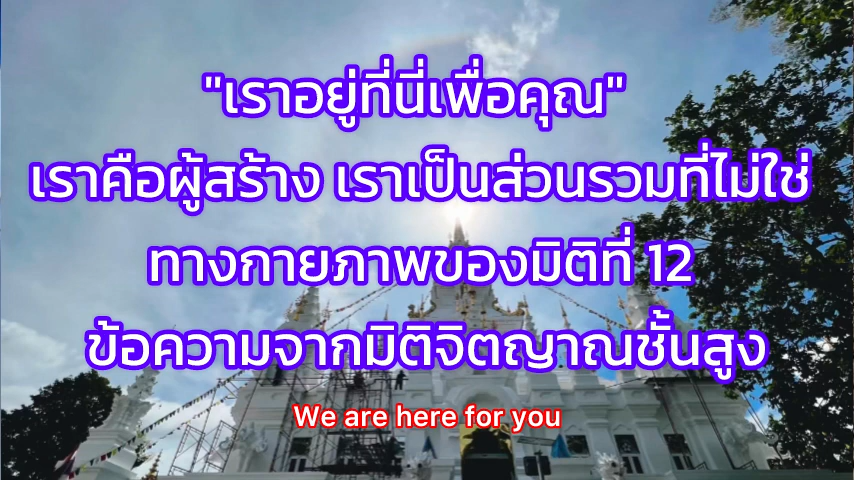 "เราอยู่ที่นี่เพื่อคุณ"
เราคือผู้สร้าง เราเป็นส่วนรวมที่ไม่ใช่
ทางกายภาพของมิติที่ 12
ข้อความจากมิติจิตญาณชั้นสูง
We are here for you